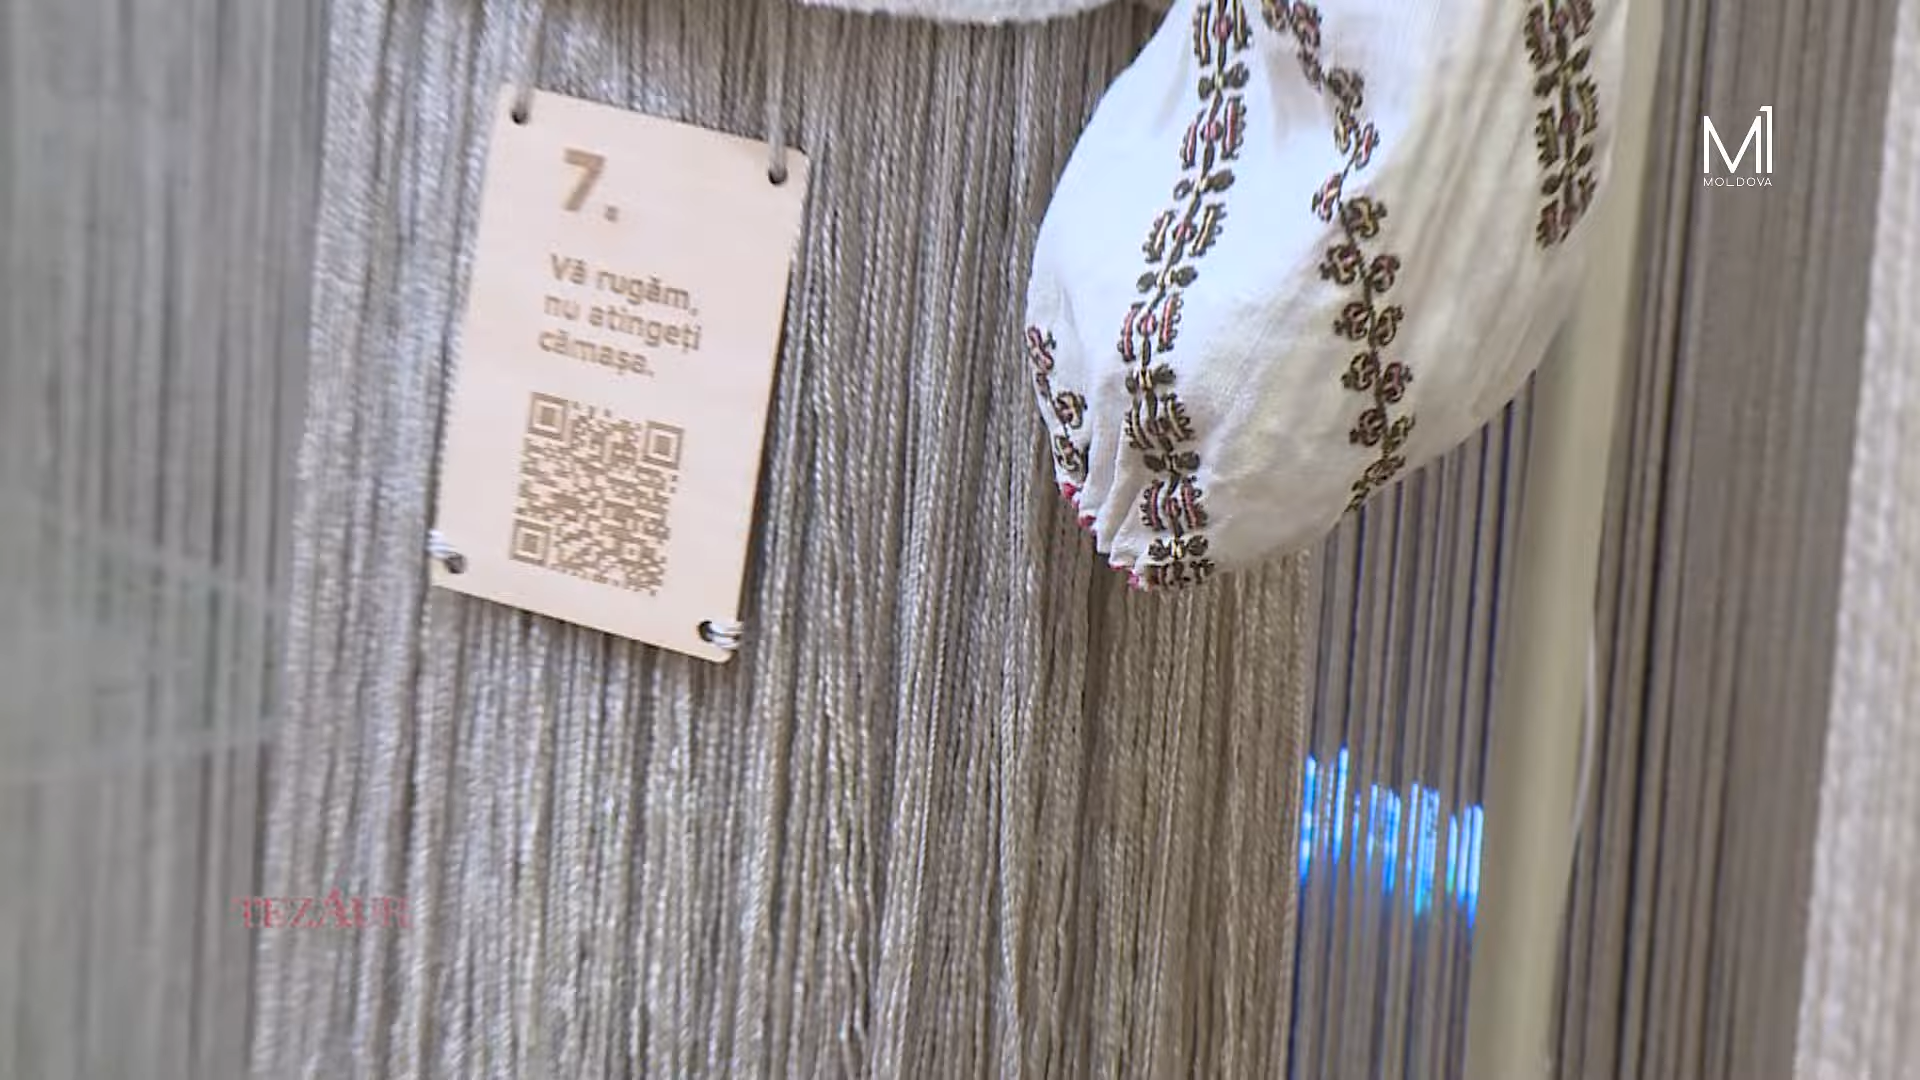 M1
MOLDOVA
7.
Vă rugăm,
nu atingeți
cămașa.
TEZAUR